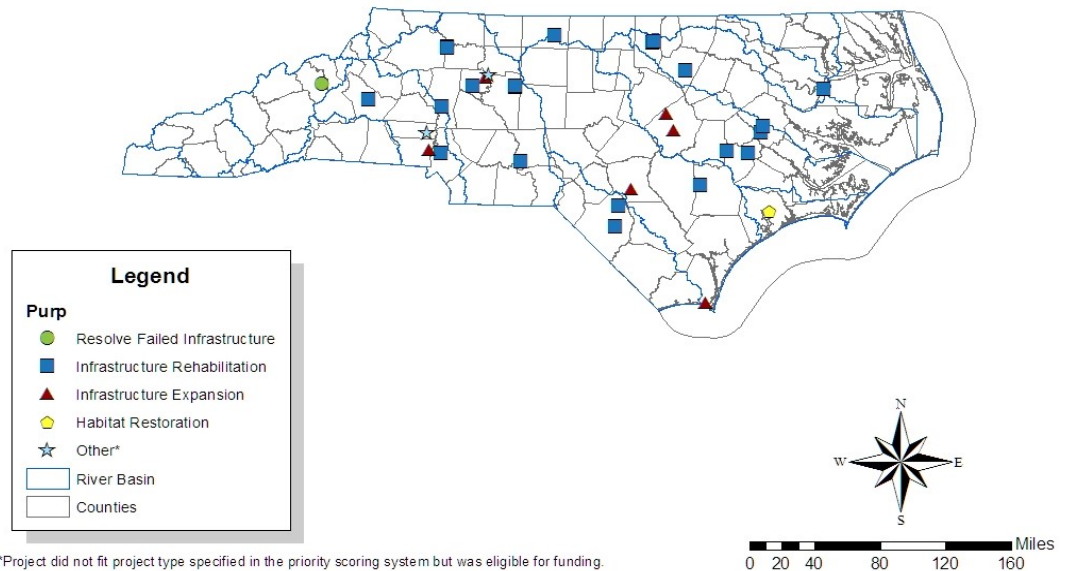 Legend
Purp
Resolve Failed Infrastructure
Infrastructure Rehabilitation
Infrastructure Expansion
Habitat Restoration
Other*
River Basin
Counties
N
W E
S
Miles
0 20 40 80 120 160
*Project did not fit project type specified in the priority scoring system but was eligible for funding.